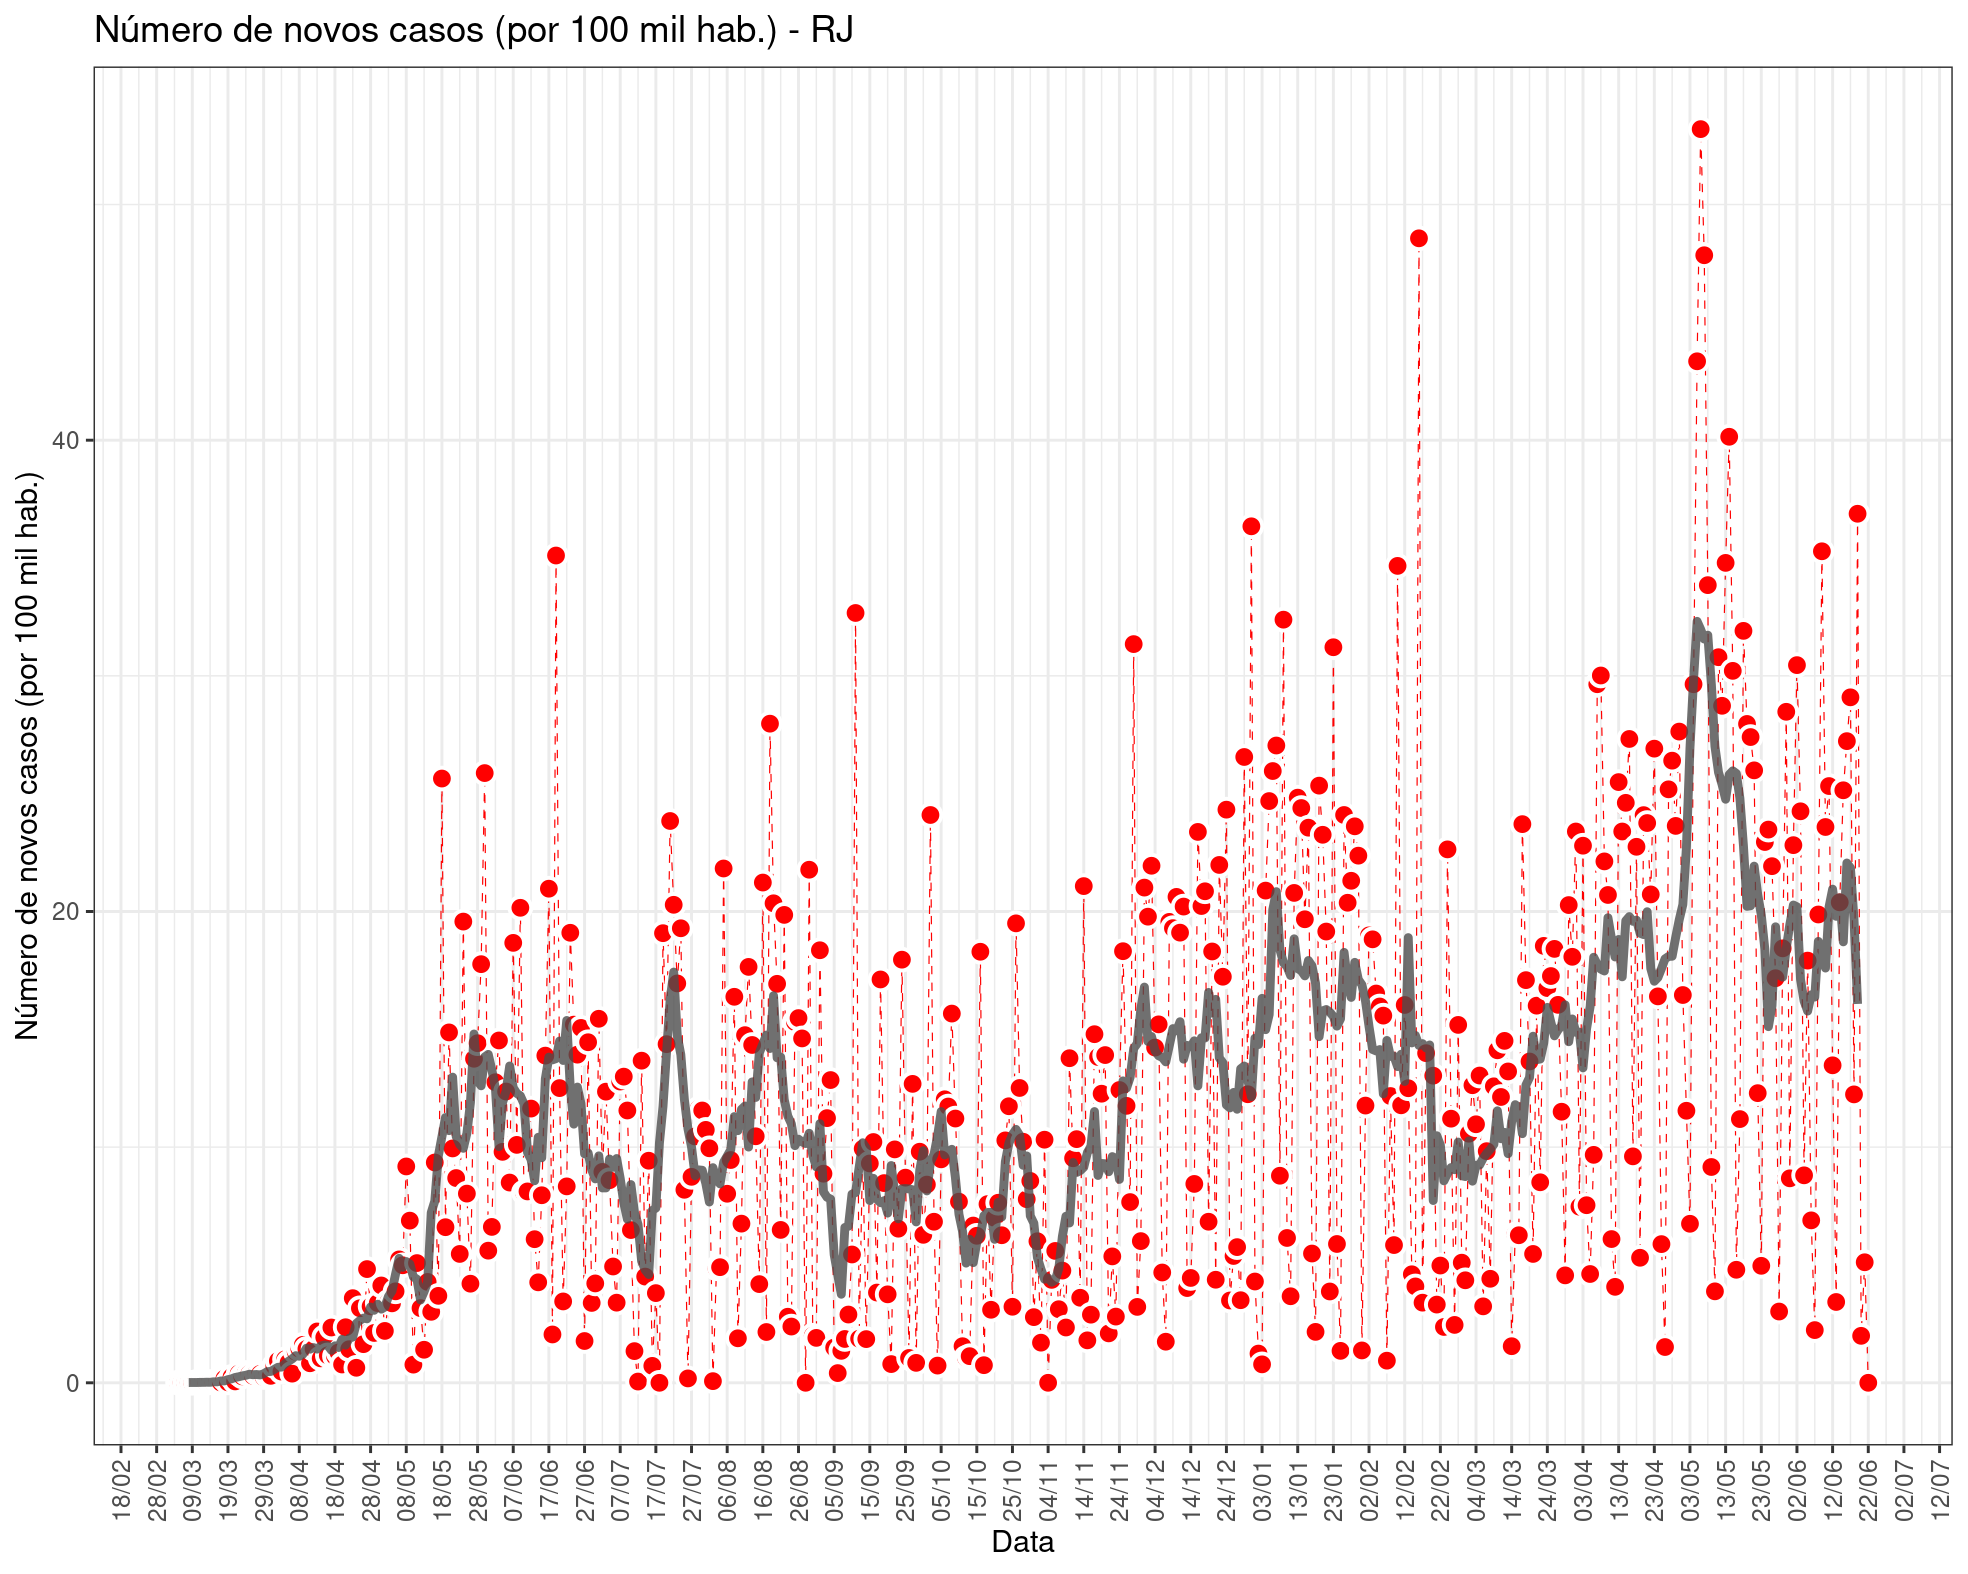 Número de novos casos (por 100 mil hab.) - RJ
Número de novos casos (por 100 mil hab.)
40
20
0
18/02 28/02 09/03 19/03 29/03 08/04 18/04 28/04 08/05 18/05 28/05 07/06 17/06 27/06 07/07 17/07 27/07 06/08 16/08 26/08 05/09 15/09 25/09 05/10 15/10 25/10 04/11 14/11 24/11 04/12 14/12 24/12 03/01 13/01 23/01 02/02 12/02 22/02 04/03 14/03 24/03 03/04 13/04 23/04 03/05 13/05 23/05 02/06 12/06 22/06 02/07 12/07
Data